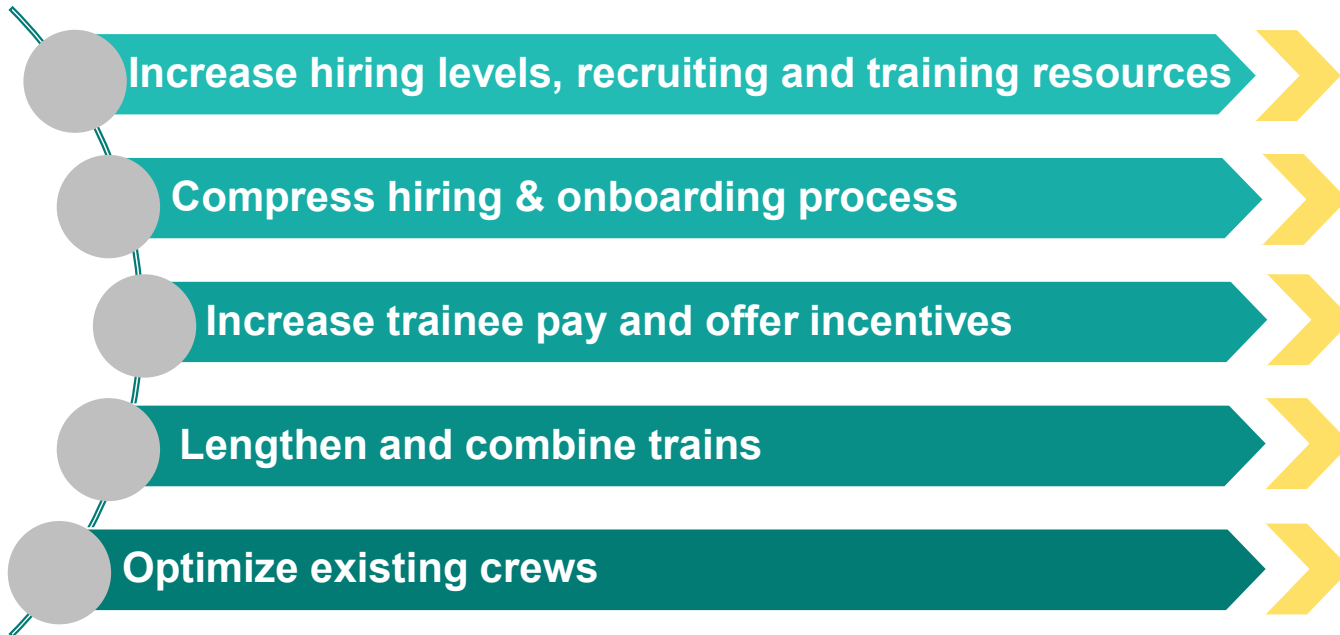 Increase hiring levels, recruiting and training resources
Compress hiring & onboarding process
Increase trainee pay and offer incentives
Lengthen and combine trains
Optimize existing crews